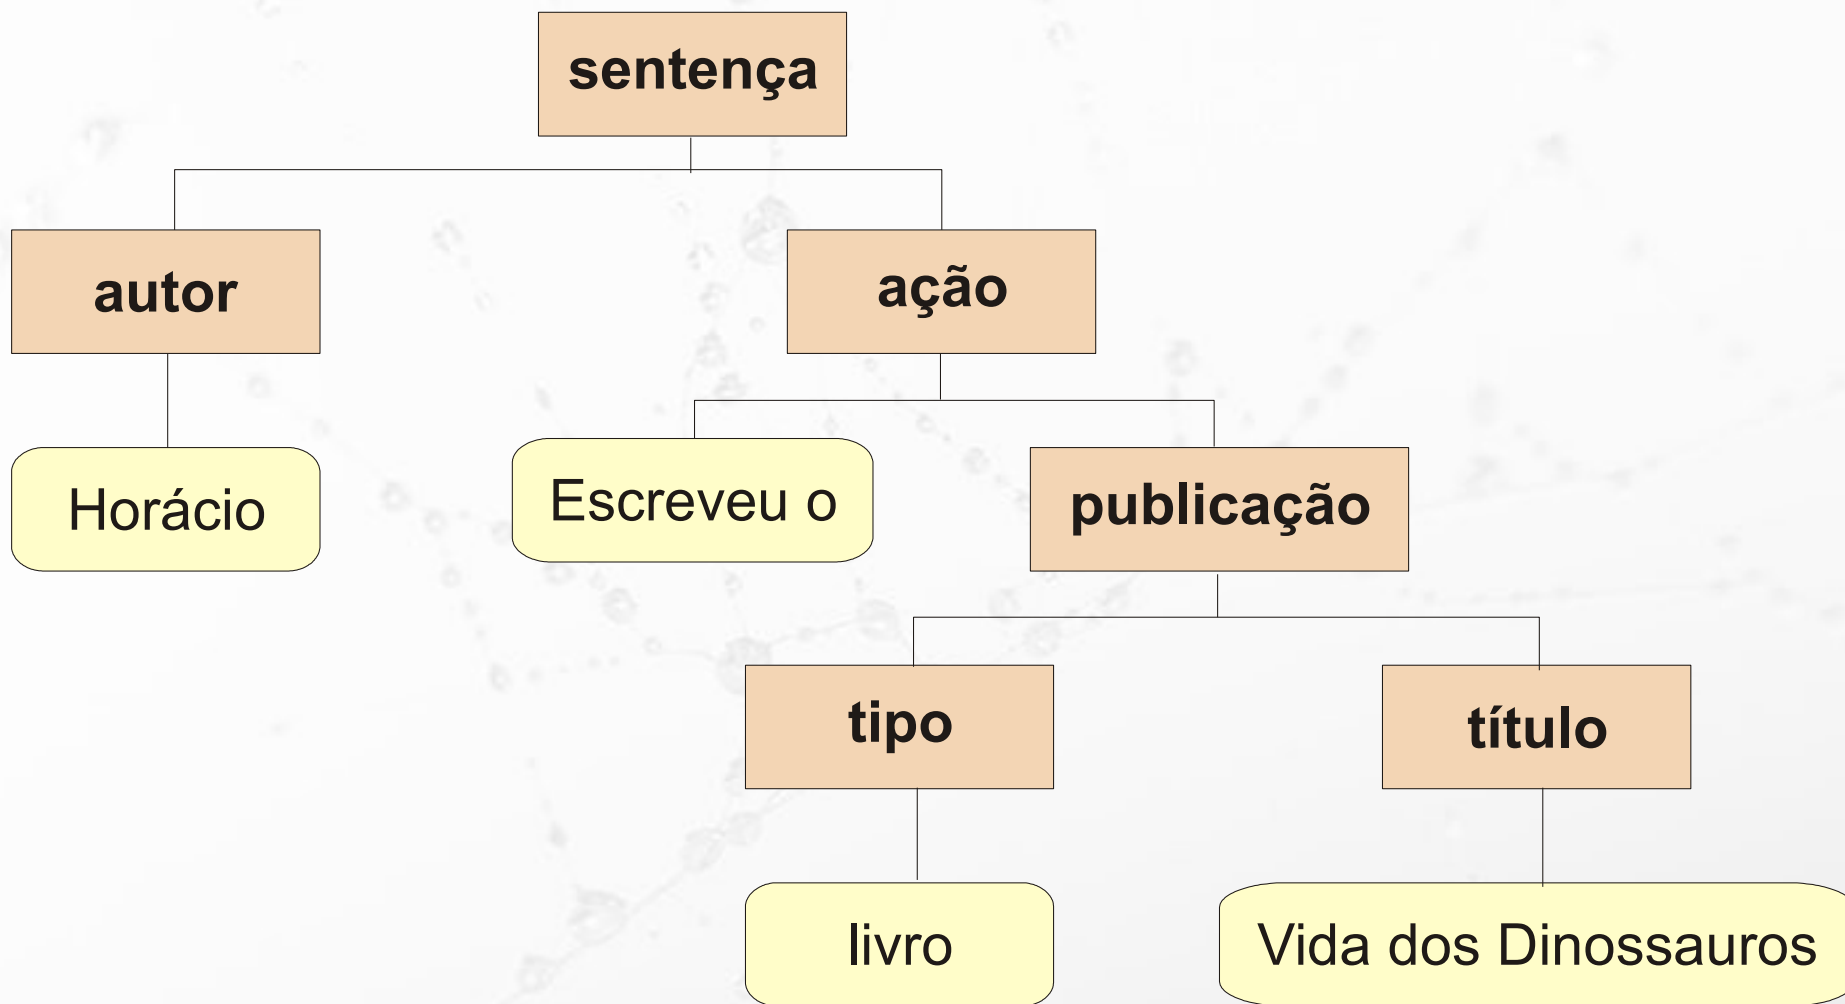 sentença
autor
ação
Horácio
Escreveu o
publicação
tipo
título
livro
Vida dos Dinossauros